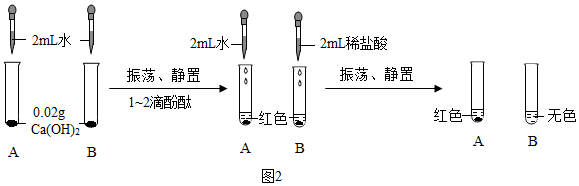 2mL水
0.02g
Ca(OH)₂
A
B
振荡、静置
1~2滴酚酞
2mL水
2mL稀盐酸
红色
A
B
振荡、静置
红色
无色
A
B
图2